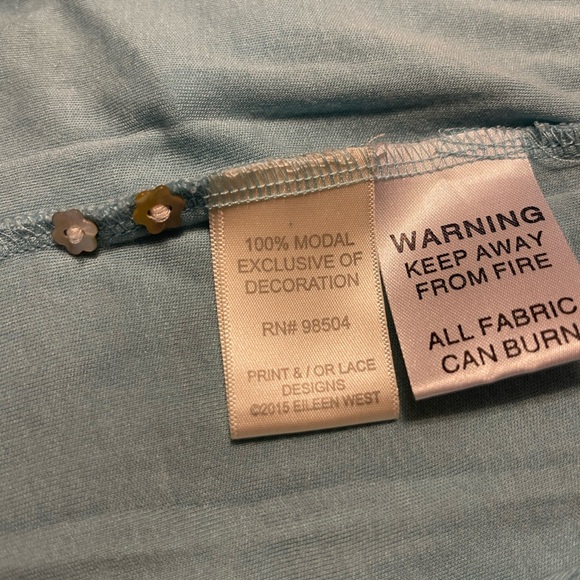 100% MODAL
EXCLUSIVE OF
DECORATION
RN# 98504
PRINT & / OR LACE
DESIGNS
©2015 EILEEN WEST
WARNING
KEEP AWAY
FROM FIRE
ALL FABRIC
CAN BURN